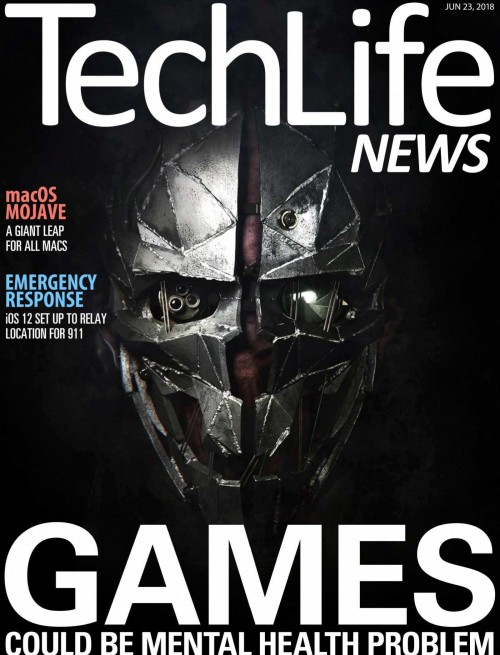 JUN 23, 2018
TechLife
NEWS
macOS
MOJAVE
A GIANT LEAP
FOR ALL MACS
EMERGENCY
RESPONSE
iOS 12 SET UP TO RELAY
LOCATION FOR 911
GAMES
COULD BE MENTAL HEALTH PROBLEM